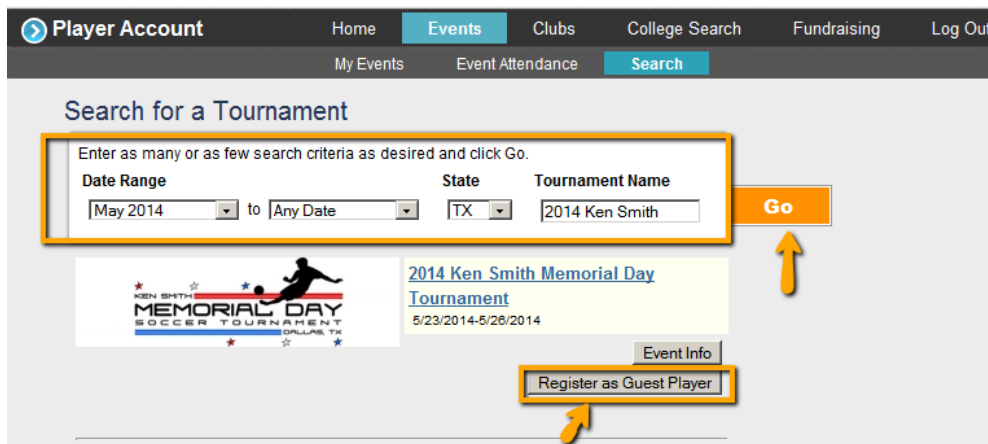 Player Account Home Events Clubs College Search Fundraising Log Out
My Events Event Attendance Search
Search for a Tournament
Enter as many or as few search criteria as desired and click Go.
Date Range State Tournament Name
May 2014 to Any Date TX 2014 Ken Smith Go
KEN SMITH
MEMORIAL DAY
SOCCER TOURNAMENT
DALLAS, TX
2014 Ken Smith Memorial Day
Tournament
5/23/2014-5/26/2014
Event Info
Register as Guest Player